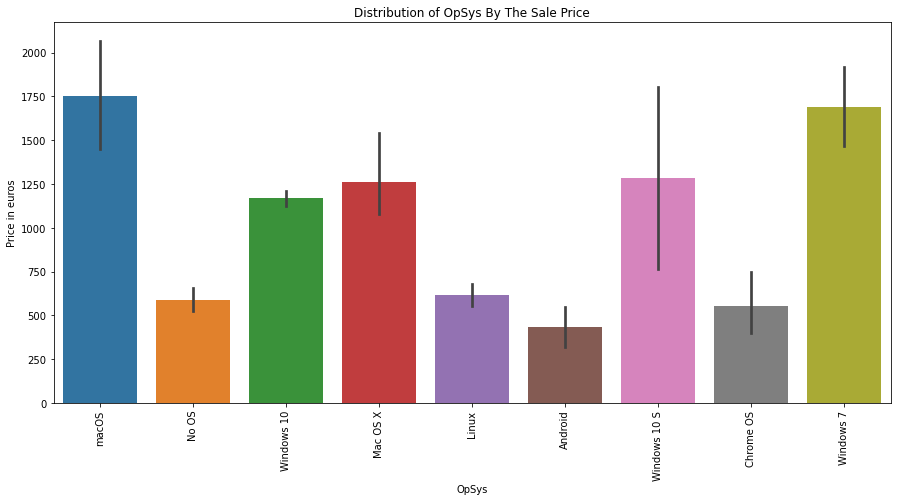 Distribution of OpSys By The Sale Price
Price in euros
2000
1750
1500
1250
1000
750
500
250
0
macOS
No OS
Windows 10
Mac OS X
Linux
Android
Windows 10 S
Chrome OS
Windows 7
OpSys